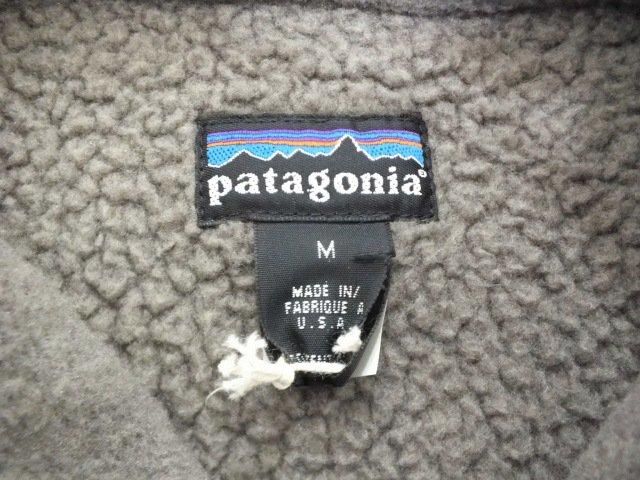 patagonia®
M
MADE IN/
FABRIQUE A
U.S.A